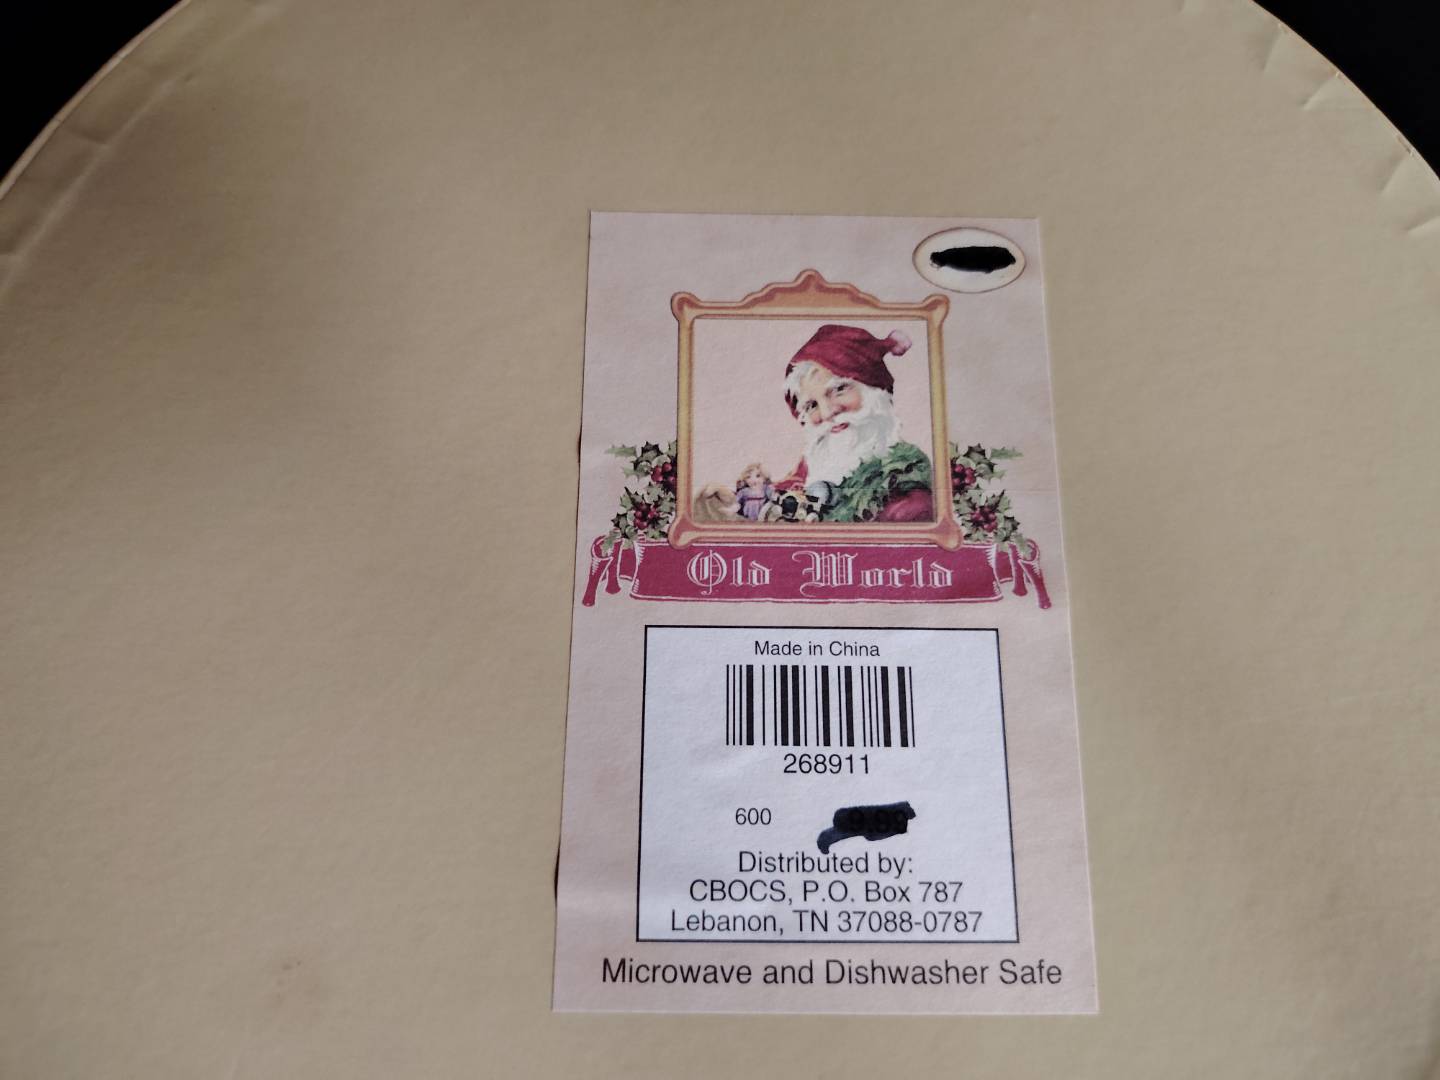 Old World
Made in China
268911
600
Distributed by:
CBOCS, P.O. Box 787
Lebanon, TN 37088-0787
Microwave and Dishwasher Safe